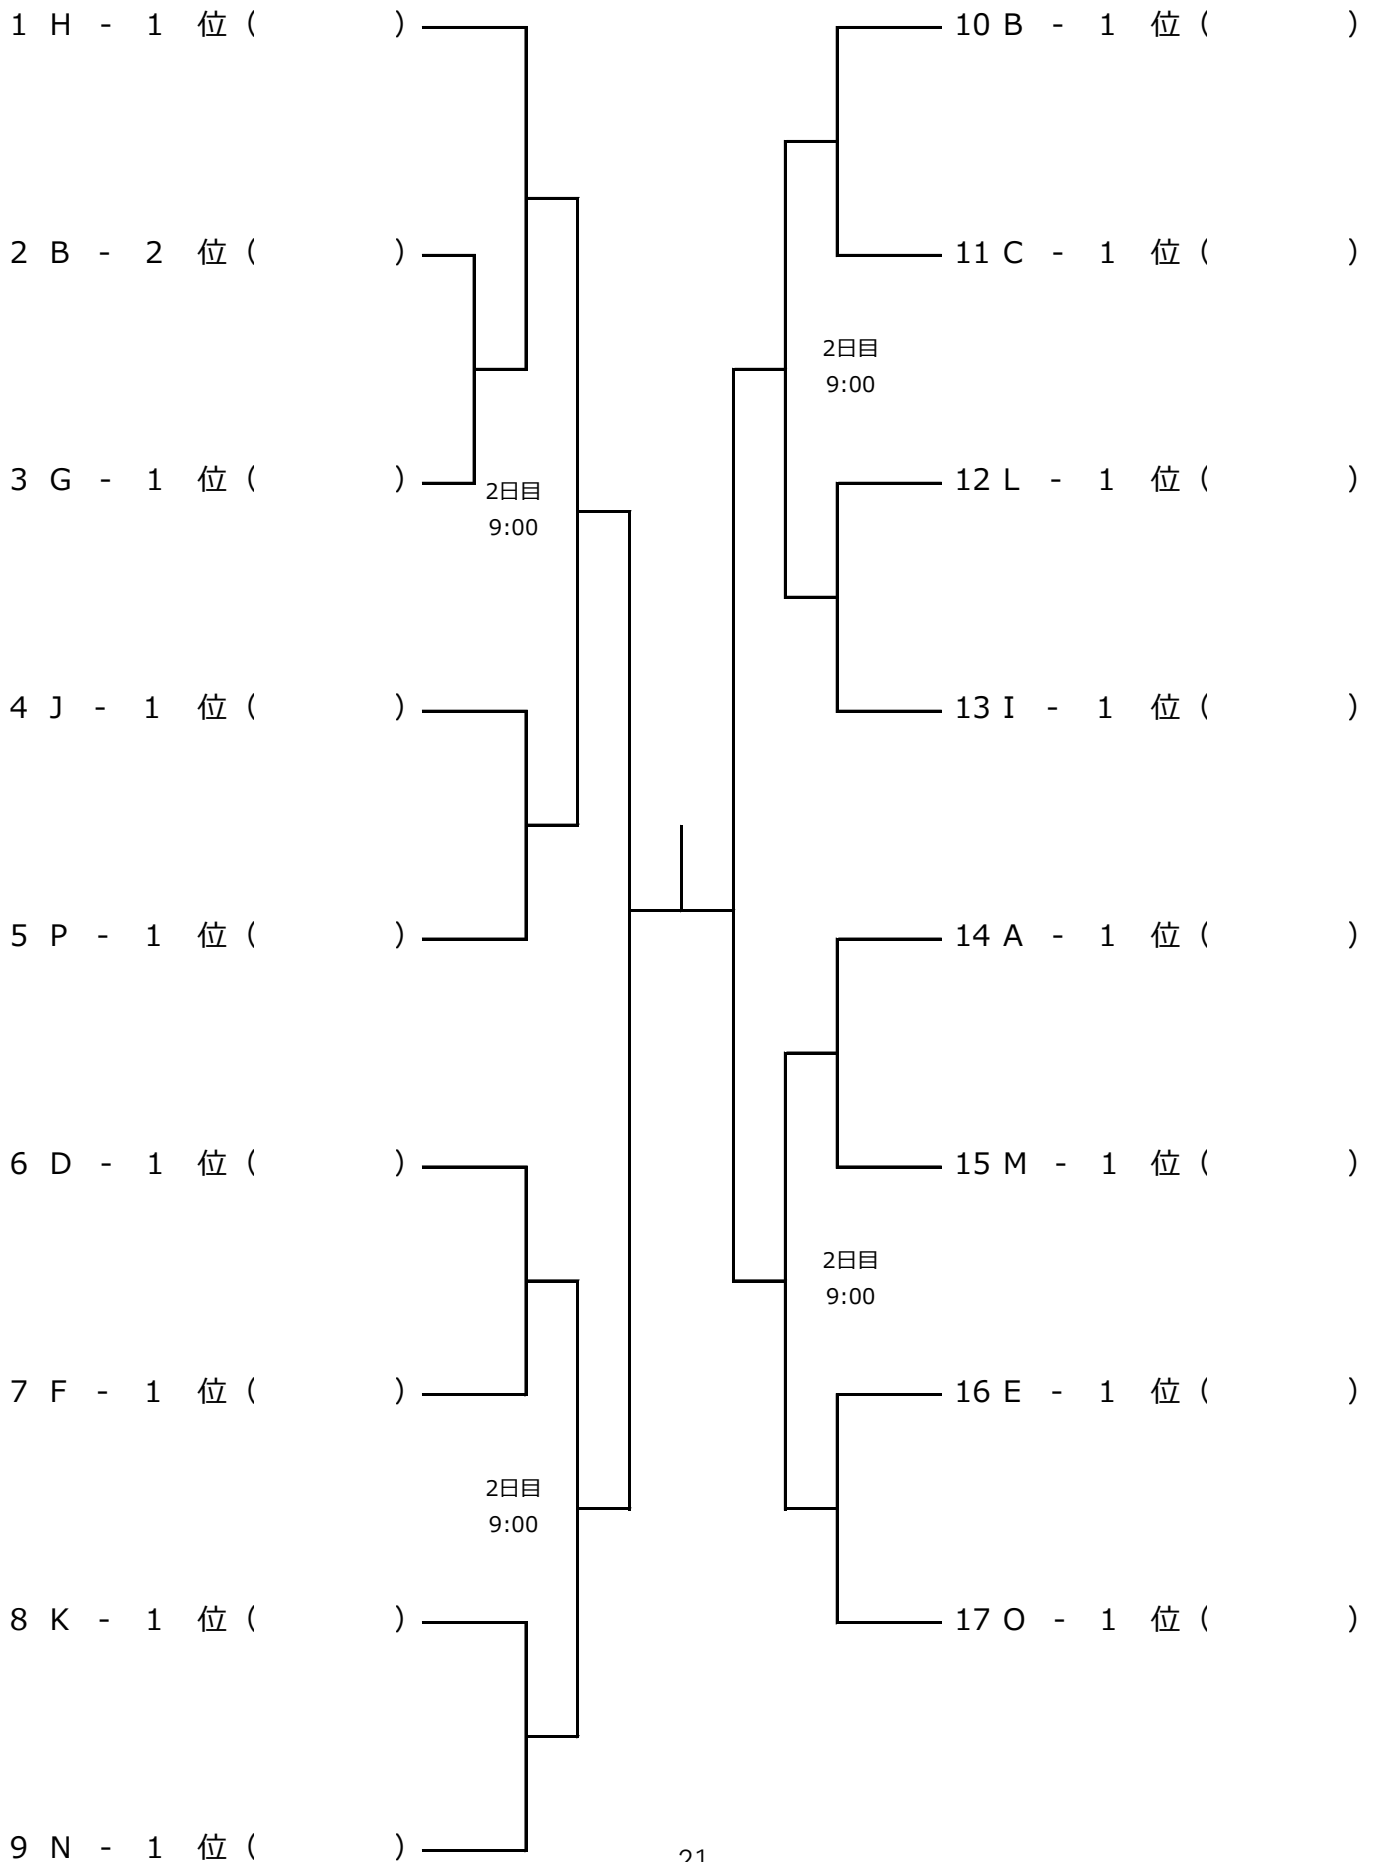 1 H - 1 位 ( )
2 B - 2 位 ( )
3 G - 1 位 ( )
2日目
9:00
4 J - 1 位 ( )
5 P - 1 位 ( )
6 D - 1 位 ( )
7 F - 1 位 ( )
2日目
9:00
8 K - 1 位 ( )
9 N - 1 位 ( )
10 B - 1 位 ( )
11 C - 1 位 ( )
2日目
9:00
12 L - 1 位 ( )
13 I - 1 位 ( )
14 A - 1 位 ( )
15 M - 1 位 ( )
2日目
9:00
16 E - 1 位 ( )
17 O - 1 位 ( )
21